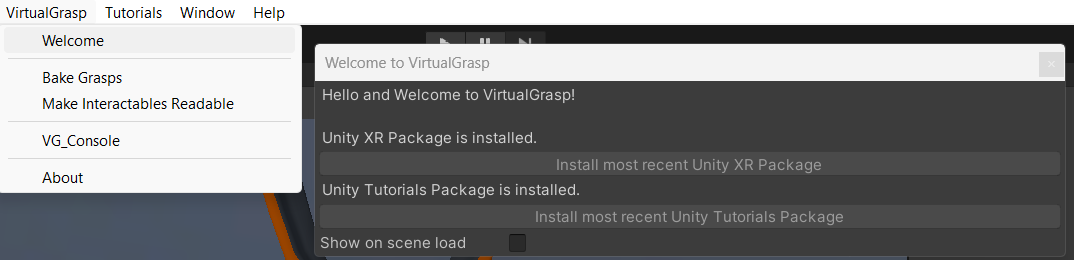 VirtualGrasp Tutorials Window Help
Welcome
Bake Grasps
Make Interactables Readable
VG_Console
About
Welcome to VirtualGrasp
Hello and Welcome to VirtualGrasp!
Unity XR Package is installed.
Install most recent Unity XR Package
Unity Tutorials Package is installed.
Install most recent Unity Tutorials Package
Show on scene load